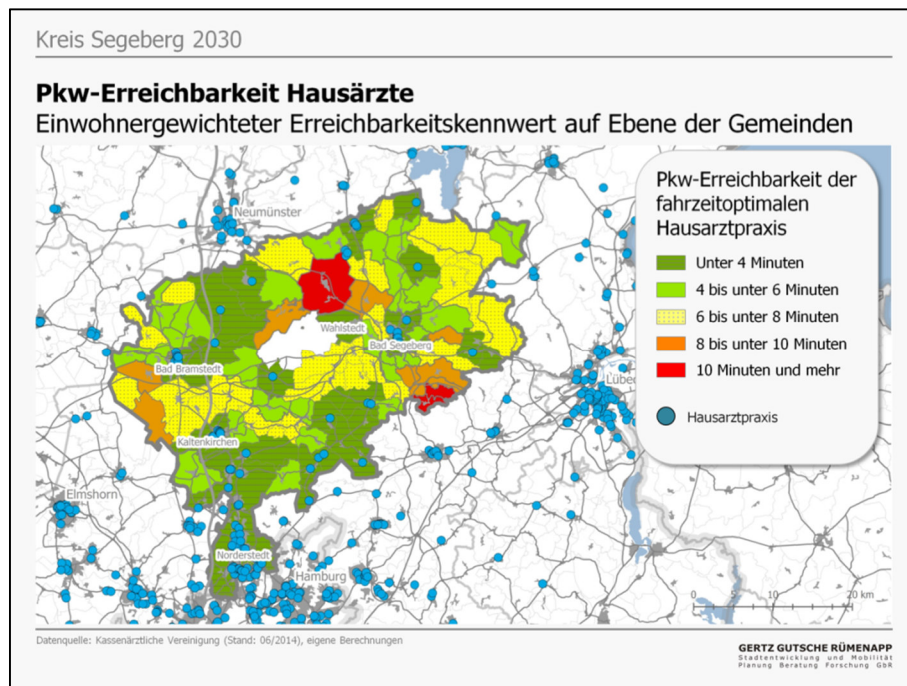 Kreis Segeberg 2030
Pkw-Erreichbarkeit Hausärzte
Einwohnergewichteter Erreichbarkeitskennwert auf Ebene der Gemeinden
Pkw-Erreichbarkeit der
fahrzeitoptimalen
Hausarztpraxis
Unter 4 Minuten
4 bis unter 6 Minuten
6 bis unter 8 Minuten
8 bis unter 10 Minuten
10 Minuten und mehr
Hausarztpraxis
Neumünster
Wahlstedt
Bad Segeberg
Bad Bramstedt
Lübe
Kaltenkirchen
Elmshorn
Norderstedt
Hamburg
0 5 10 20 km
Datenquelle: Kassenärztliche Vereinigung (Stand: 06/2014), eigene Berechnungen
GERTZ GUTSCHE RÜMENAPP
Stadtentwicklung und Mobilität
Planung Beratung Forschung GbR